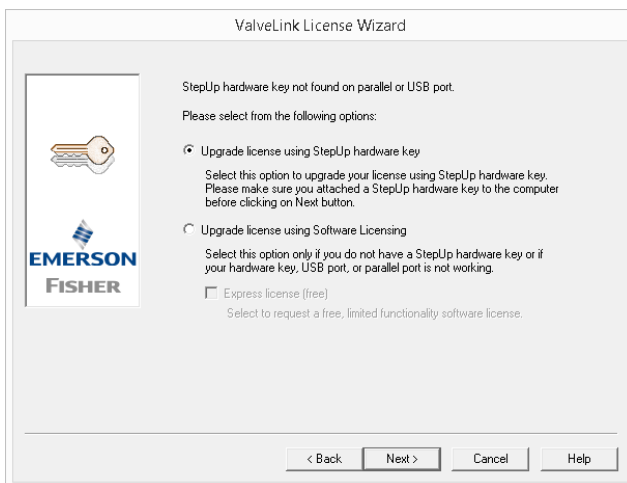 ValveLink License Wizard
StepUp hardware key not found on parallel or USB port.
Please select from the following options:
Upgrade license using StepUp hardware key
Select this option to upgrade your license using StepUp hardware key.
Please make sure you attached a StepUp hardware key to the computer
before clicking on Next button.
Upgrade license using Software Licensing
Select this option only if you do not have a StepUp hardware key or if
your hardware key, USB port, or parallel port is not working.
Express license (free)
Select to request a free, limited functionality software license.
EMERSON
FISHER
< Back Next > Cancel Help